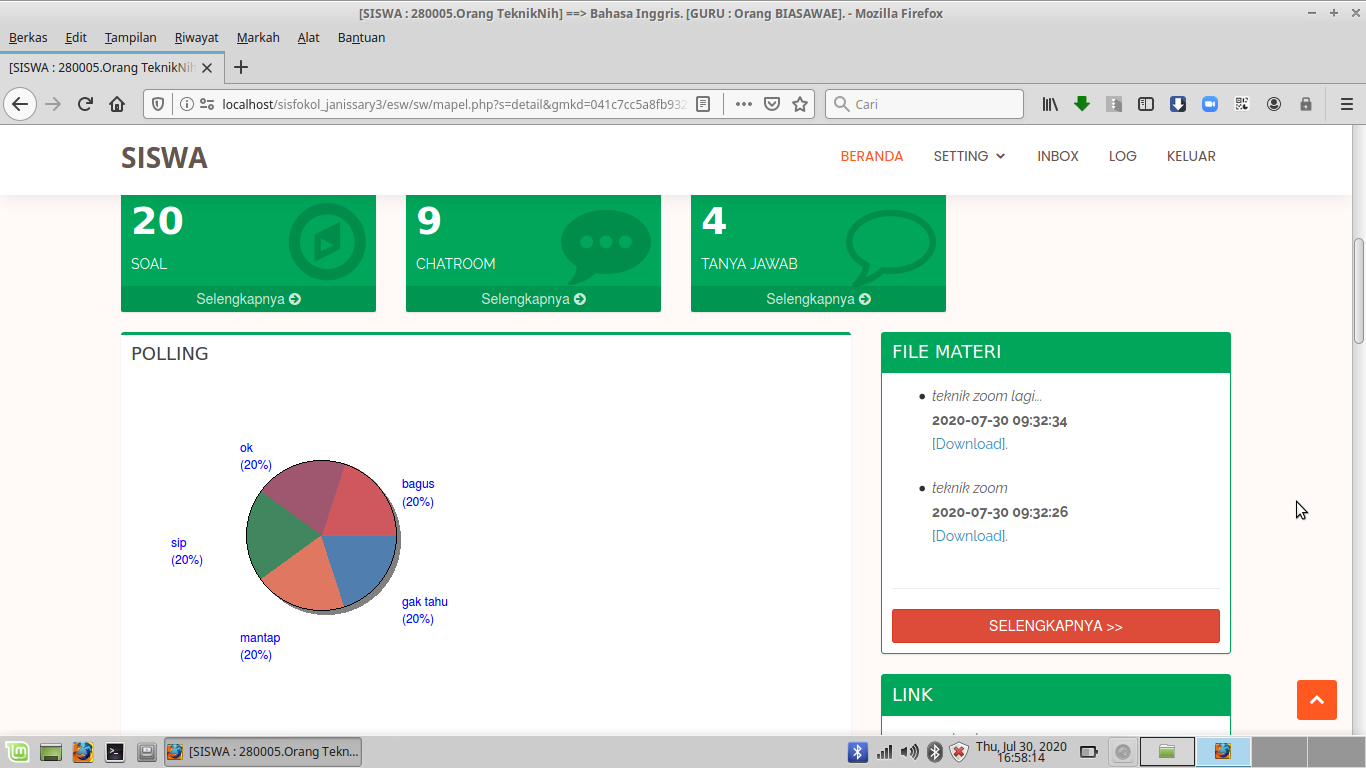 [SISWA : 280005.Orang TeknikNih] ==> Bahasa Inggris. [GURU : Orang BIASAWAE]. - Mozilla Firefox
Berkas Edit Tampilan Riwayat Markah Alat Bantuan
[SISWA : 280005.Orang TeknikNih
localhost/sisfokol_janissary3/esw/sw/mapel.php?s=detail&gmkd=041c7cc5a8fb932
Cari
SISWA
BERANDA SETTING INBOX LOG KELUAR
20
SOAL
Selengkapnya
9
CHATROOM
Selengkapnya
4
TANYA JAWAB
Selengkapnya
POLLING
ok
(20%)
bagus
(20%)
sip
(20%)
gak tahu
(20%)
mantap
(20%)
FILE MATERI
teknik zoom lagi...
2020-07-30 09:32:34
[Download].
teknik zoom
2020-07-30 09:32:26
[Download].
SELENGKAPNYA >>
LINK
[SISWA : 280005.Orang Tekn...
Thu, Jul 30, 2020
16:58:14